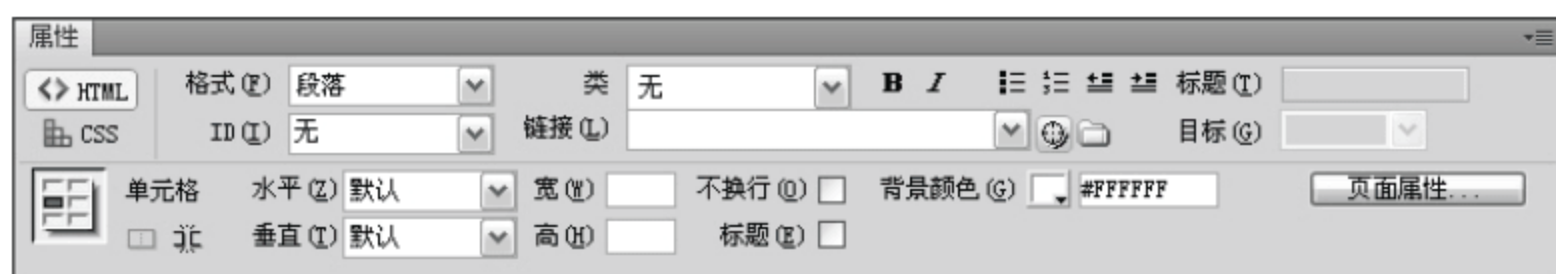 属性
HTML 格式(F) 段落 类 无 B I 标题(T)
CSS ID(I) 无 链接(L) 目标(G)
单元格 水平(Z) 默认 宽(W) 不换行(O) 背景颜色(G) #FFFFFF 页面属性...
垂直(T) 默认 高(H) 标题(E)